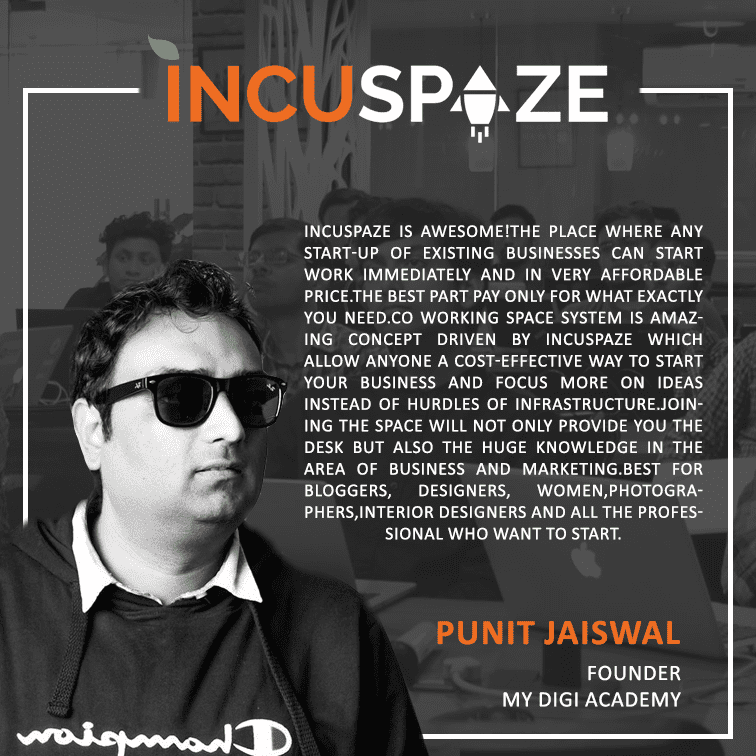 INCUSPAZE
INCUSPAZE IS AWESOME!THE PLACE WHERE ANY
START-UP OF EXISTING BUSINESSES CAN START
WORK IMMEDIATELY AND IN VERY AFFORDABLE
PRICE.THE BEST PART PAY ONLY FOR WHAT EXACTLY
YOU NEED.CO WORKING SPACE SYSTEM IS AMAZ-
ING CONCEPT DRIVEN BY INCUSPAZE WHICH
ALLOW ANYONE A COST-EFFECTIVE WAY TO START
YOUR BUSINESS AND FOCUS MORE ON IDEAS
INSTEAD OF HURDLES OF INFRASTRUCTURE.JOIN-
ING THE SPACE WILL NOT ONLY PROVIDE YOU THE
DESK BUT ALSO THE HUGE KNOWLEDGE IN THE
AREA OF BUSINESS AND MARKETING.BEST FOR
BLOGGERS, DESIGNERS, WOMEN,PHOTOGRA-
PHERS,INTERIOR DESIGNERS AND ALL THE PROFES-
SIONAL WHO WANT TO START.
PUNIT JAISWAL
FOUNDER
MY DIGI ACADEMY
Champion